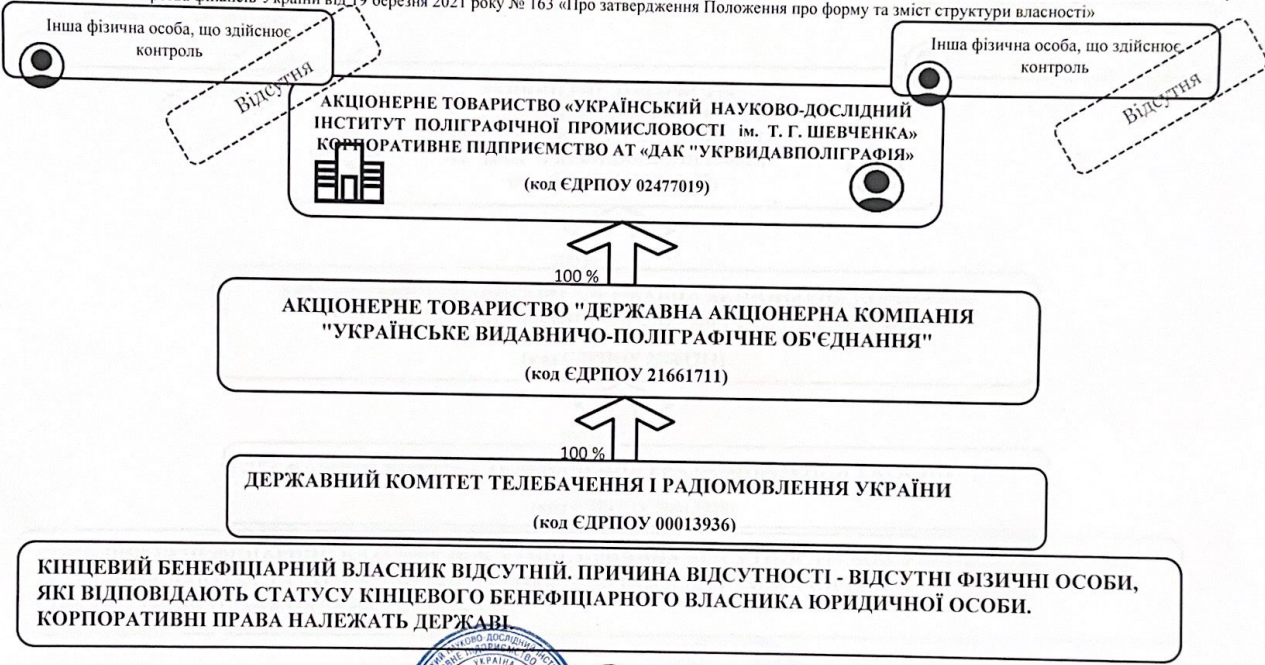 фінансів України від 19 березня 2021 року № 163 «Про затвердження Положення про форму та зміст структури власності»
Інша фізична особа, що здійснює
контроль
Відсутня
Інша фізична особа, що здійснює
контроль
Відсутня
АКЦІОНЕРНЕ ТОВАРИСТВО «УКРАЇНСЬКИЙ НАУКОВО-ДОСЛІДНИЙ
ІНСТИТУТ ПОЛІГРАФІЧНОЇ ПРОМИСЛОВОСТІ ім. Т. Г. ШЕВЧЕНКА»
КОРПОРАТИВНЕ ПІДПРИЄМСТВО АТ «ДАК "УКРВИДАВПОЛІГРАФІЯ»
(код ЄДРПОУ 02477019)
100 %
АКЦІОНЕРНЕ ТОВАРИСТВО "ДЕРЖАВНА АКЦІОНЕРНА КОМПАНІЯ
"УКРАЇНСЬКЕ ВИДАВНИЧО-ПОЛІГРАФІЧНЕ ОБ'ЄДНАННЯ"
(код ЄДРПОУ 21661711)
100 %
ДЕРЖАВНИЙ КОМІТЕТ ТЕЛЕБАЧЕННЯ І РАДІОМОВЛЕННЯ УКРАЇНИ
(код ЄДРПОУ 00013936)
КІНЦЕВИЙ БЕНЕФІЦІАРНИЙ ВЛАСНИК ВІДСУТНІЙ. ПРИЧИНА ВІДСУТНОСТІ - ВІДСУТНІ ФІЗИЧНІ ОСОБИ,
ЯКІ ВІДПОВІДАЮТЬ СТАТУСУ КІНЦЕВОГО БЕНЕФІЦІАРНОГО ВЛАСНИКА ЮРИДИЧНОЇ ОСОБИ.
КОРПОРАТИВНІ ПРАВА НАЛЕЖАТЬ ДЕРЖАВІ.
НАУКОВО-ДОСЛІДНИЙ
УКРАЇНА